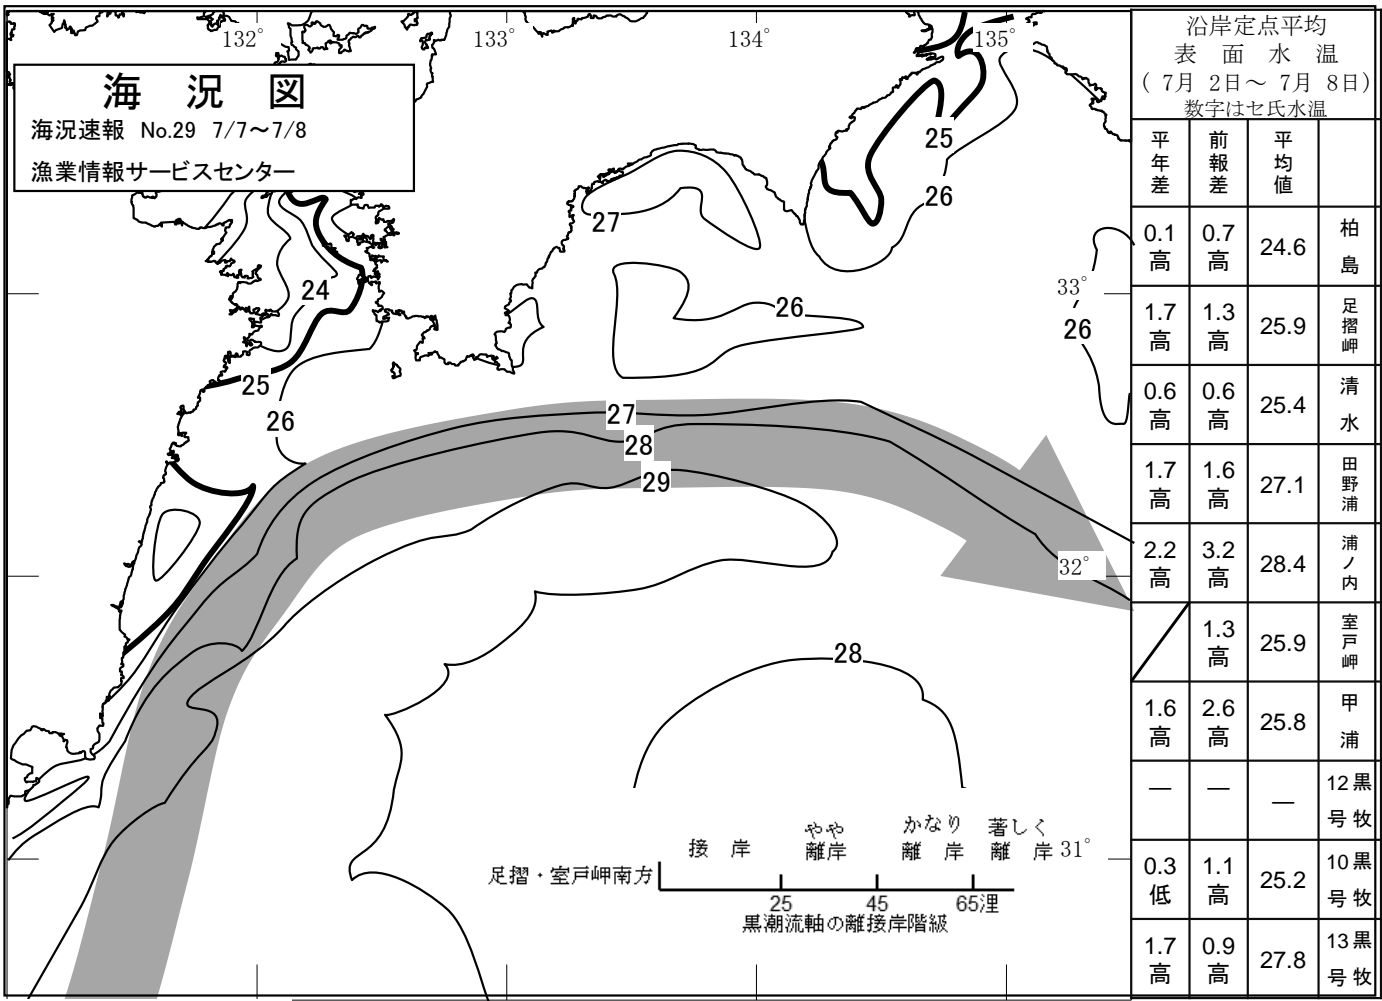 132°
133°
134°
135°
海　況　図
海況速報 No.29 7/7～7/8
漁業情報サービスセンター
25
26
27
24
33°
26
26
25
26
27
28
29
32°
28
接 岸
やや
離岸
かなり
離 岸
著しく
離 岸
31°
足摺・室戸岬南方
25
45
65浬
黒潮流軸の離接岸階級
沿岸定点平均
表 面 水 温
( 7月 2日～ 7月 8日)
数字はセ氏水温
平年差 前報差 平均値
0.1高 0.7高 24.6 柏島
1.7高 1.3高 25.9 足摺岬
0.6高 0.6高 25.4 清水
1.7高 1.6高 27.1 田野浦
2.2高 3.2高 28.4 浦ノ内
1.3高 25.9 室戸岬
1.6高 2.6高 25.8 甲浦
— — — 黒牧12号
0.3低 1.1高 25.2 黒牧10号
1.7高 0.9高 27.8 黒牧13号